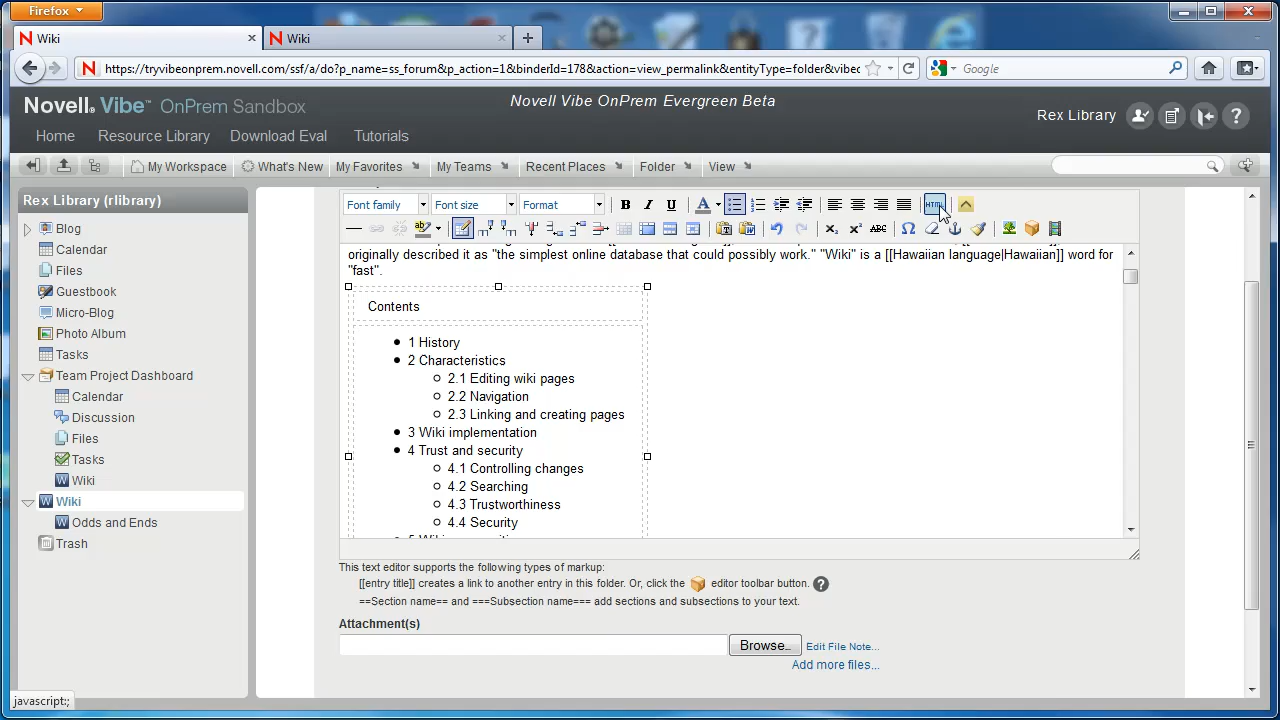 Firefox
Wiki
Wiki
https://tryvibeonprem.novell.com/ssf/a/do?p_name=ss_forum&p_action=1&binderId=178&action=view_permalink&entityType=folder&vibec
Google
Novell® Vibe™ OnPrem Sandbox
Novell Vibe OnPrem Evergreen Beta
Rex Library
Home Resource Library Download Eval Tutorials
My Workspace What's New My Favorites My Teams Recent Places Folder View
Rex Library (rlibrary)
Blog
Calendar
Files
Guestbook
Micro-Blog
Photo Album
Tasks
Team Project Dashboard
Calendar
Discussion
Files
Tasks
Wiki
Wiki
Odds and Ends
Trash
Font family Font size Format B I U A HTML
ABC
originally described it as "the simplest online database that could possibly work." "Wiki" is a [[Hawaiian language|Hawaiian]] word for
"fast".
Contents
1 History
2 Characteristics
2.1 Editing wiki pages
2.2 Navigation
2.3 Linking and creating pages
3 Wiki implementation
4 Trust and security
4.1 Controlling changes
4.2 Searching
4.3 Trustworthiness
4.4 Security
This text editor supports the following types of markup:
[[entry title]] creates a link to another entry in this folder. Or, click the editor toolbar button.
==Section name== and ===Subsection name=== add sections and subsections to your text.
Attachment(s)
Browse... Edit File Note...
Add more files...
javascript:;